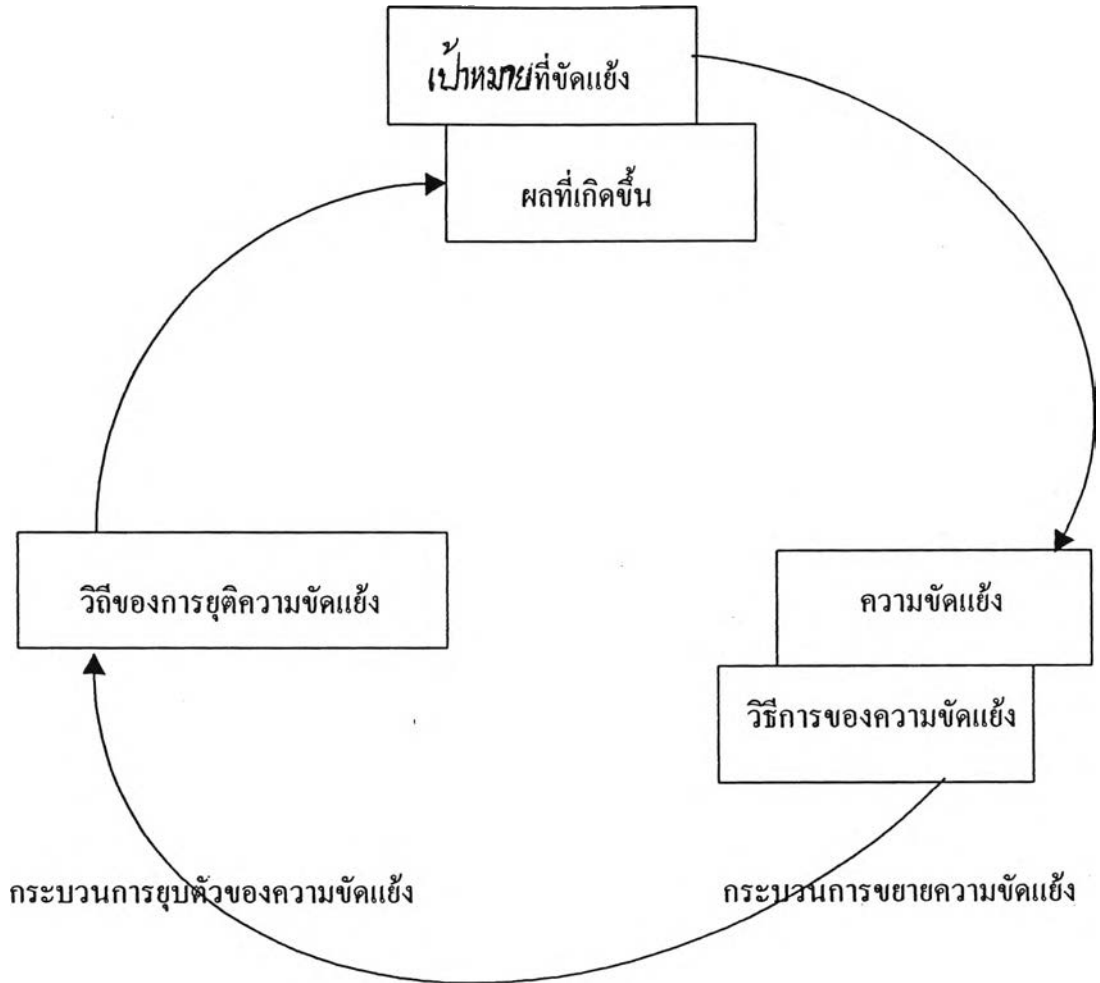 เป้าหมายที่ขัดแย้ง
ผลที่เกิดขึ้น
วิถีของการยุติความขัดแย้ง
ความขัดแย้ง
วิธีการของความขัดแย้ง
กระบวนการยุบตัวของความขัดแย้ง
กระบวนการขยายความขัดแย้ง